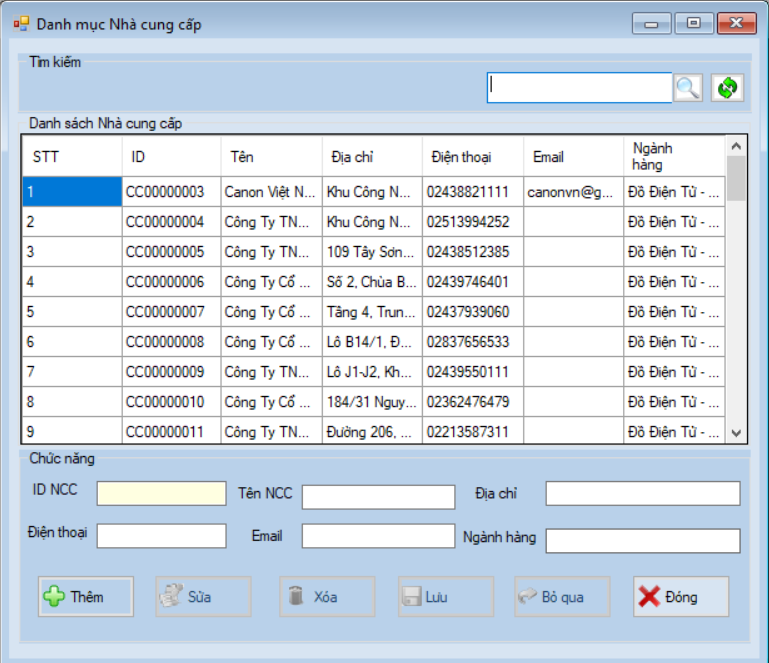 Danh mục Nhà cung cấp
Tìm kiếm
Danh sách Nhà cung cấp
STT ID Tên Địa chỉ Điện thoại Email Ngành hàng
1 CC00000003 Canon Việt N... Khu Công N... 02438821111 canonvn@g... Đồ Điện Tử - ...
2 CC00000004 Công Ty TN... Khu Công N... 02513994252 Đồ Điện Tử - ...
3 CC00000005 Công Ty TN... 109 Tây Sơn... 02438512385 Đồ Điện Tử - ...
4 CC00000006 Công Ty Cổ ... Số 2, Chùa B... 02439746401 Đồ Điện Tử - ...
5 CC00000007 Công Ty Cổ ... Tầng 4, Trun... 02437939060 Đồ Điện Tử - ...
6 CC00000008 Công Ty Cổ ... Lô B14/1, Đ... 02837656533 Đồ Điện Tử - ...
7 CC00000009 Công Ty TN... Lô J1-J2, Kh... 02439550111 Đồ Điện Tử - ...
8 CC00000010 Công Ty Cổ ... 184/31 Nguy... 02362476479 Đồ Điện Tử - ...
9 CC00000011 Công Ty TN... Đường 206, ... 02213587311 Đồ Điện Tử - ...
Chức năng
ID NCC Tên NCC Địa chỉ
Điện thoại Email Ngành hàng
Thêm Sửa Xóa Lưu Bỏ qua Đóng